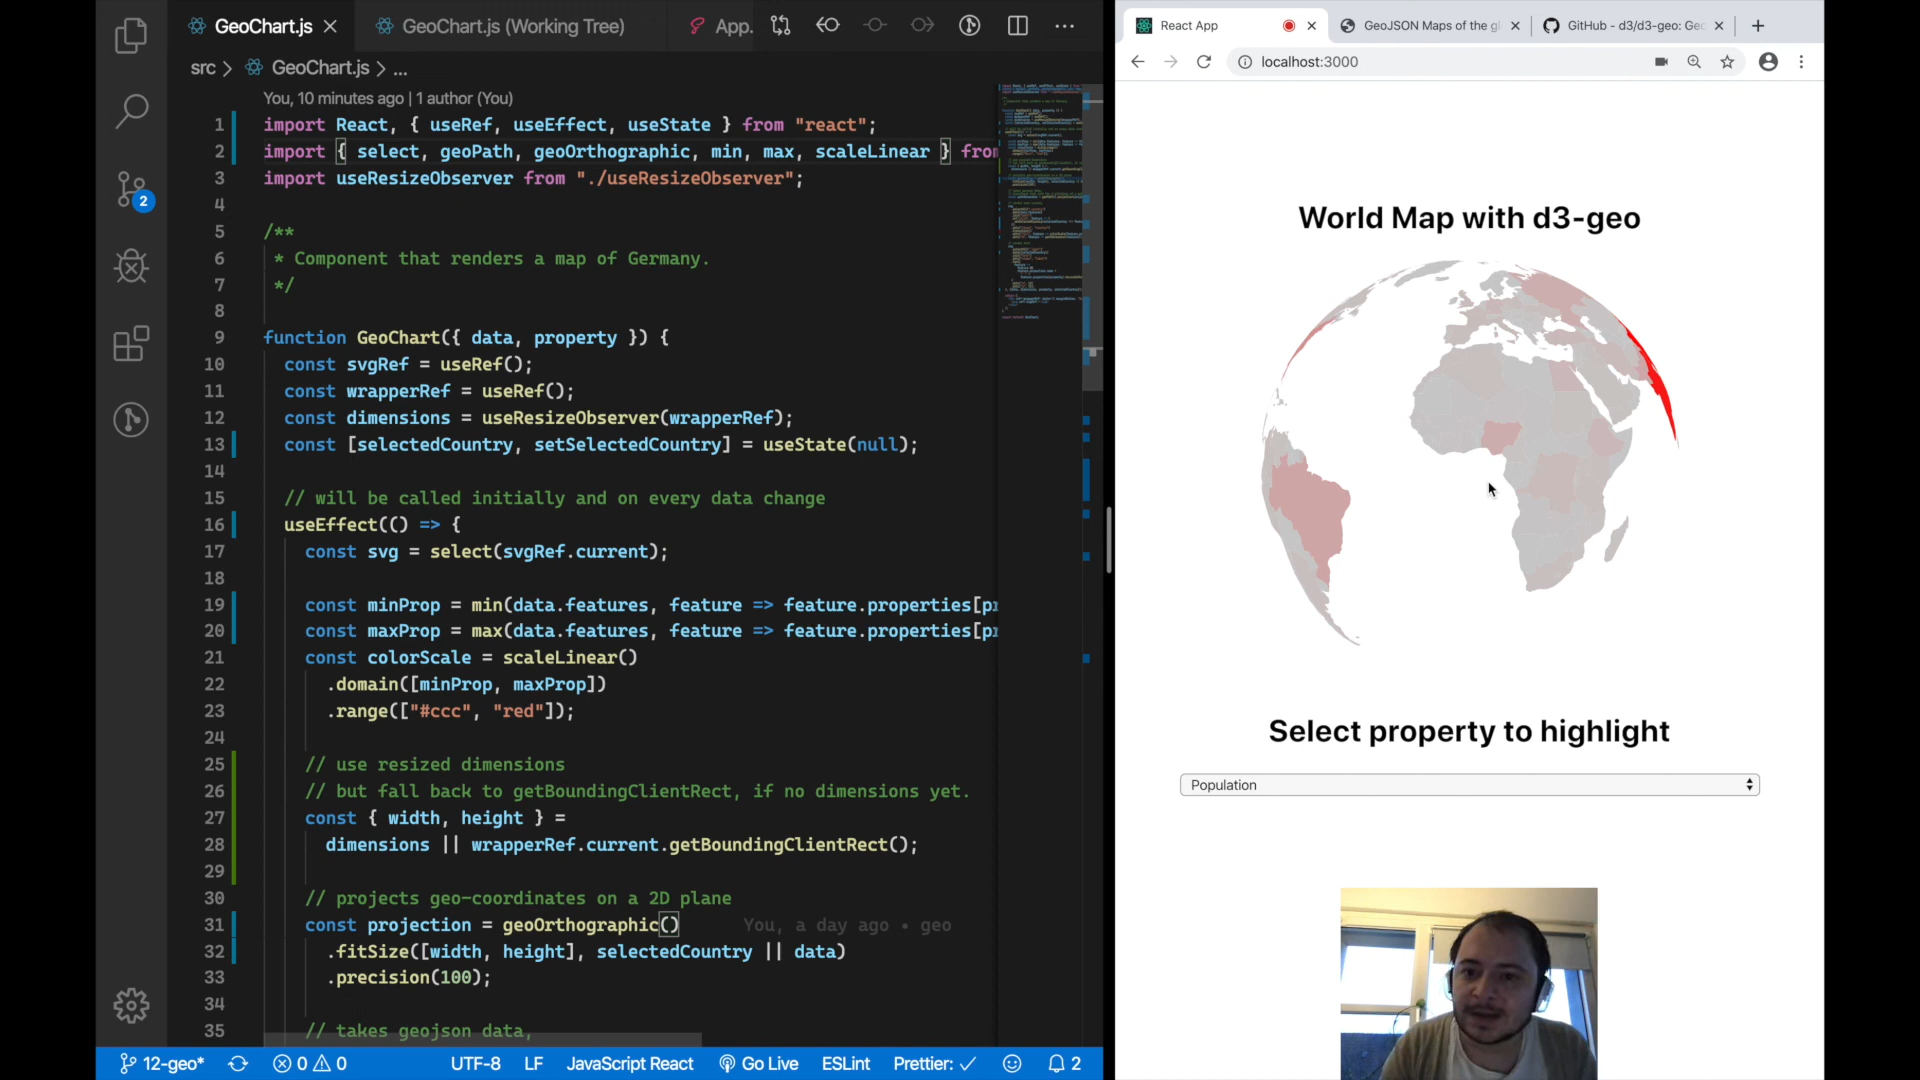 GeoChart.js
GeoChart.js (Working Tree)
App.
src > GeoChart.js > ...
You, 10 minutes ago | 1 author (You)
1 import React, { useRef, useEffect, useState } from "react";
2 import { select, geoPath, geoOrthographic, min, max, scaleLinear } from
3 import useResizeObserver from "./useResizeObserver";
4
5 /**
6 * Component that renders a map of Germany.
7 */
8
9 function GeoChart({ data, property }) {
10 const svgRef = useRef();
11 const wrapperRef = useRef();
12 const dimensions = useResizeObserver(wrapperRef);
13 const [selectedCountry, setSelectedCountry] = useState(null);
14
15 // will be called initially and on every data change
16 useEffect(() => {
17 const svg = select(svgRef.current);
18
19 const minProp = min(data.features, feature => feature.properties[pr
20 const maxProp = max(data.features, feature => feature.properties[pr
21 const colorScale = scaleLinear()
22 .domain([minProp, maxProp])
23 .range(["#ccc", "red"]);
24
25 // use resized dimensions
26 // but fall back to getBoundingClientRect, if no dimensions yet.
27 const { width, height } =
28 dimensions || wrapperRef.current.getBoundingClientRect();
29
30 // projects geo-coordinates on a 2D plane
31 const projection = geoOrthographic() You, a day ago • geo
32 .fitSize([width, height], selectedCountry || data)
33 .precision(100);
34
35 // takes geojson data,
2
12-geo* 0 0 UTF-8 LF JavaScript React Go Live ESLint Prettier: ✓ 2
React App
GeoJSON Maps of the gl
GitHub - d3/d3-geo: Geo
localhost:3000
World Map with d3-geo
Select property to highlight
Population